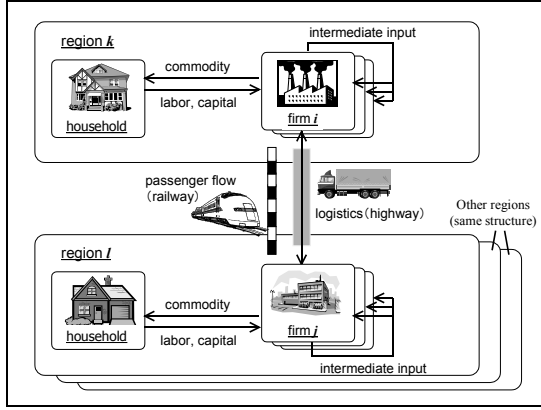 region k
intermediate input
commodity
labor, capital
household
firm i
passenger flow
(railway)
logistics(highway)
Other regions
(same structure)
region l
commodity
labor, capital
household
firm j
intermediate input